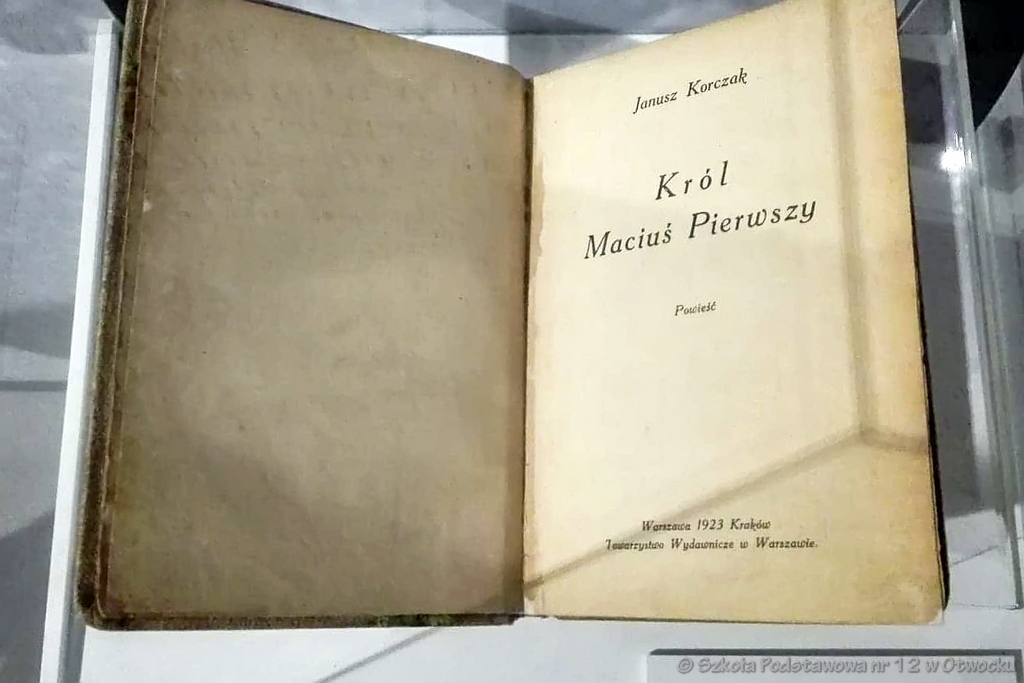 Janusz Korczak
Król
Maciuś Pierwszy
Powieść
Warszawa 1923 Kraków
Towarzystwo Wydawnicze w Warszawie.
© Szkoła Podstawowa nr 12 w Otwocku